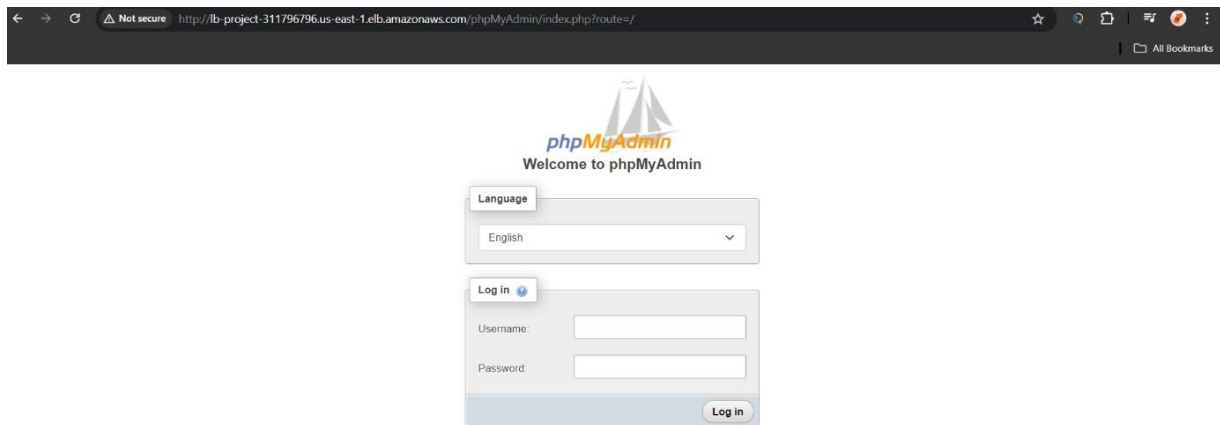 Not secure http://lb-project-311796796.us-east-1.elb.amazonaws.com/phpMyAdmin/index.php?route=/
All Bookmarks
phpMyAdmin
Welcome to phpMyAdmin
Language
English
Log in
Username:
Password:
Log in